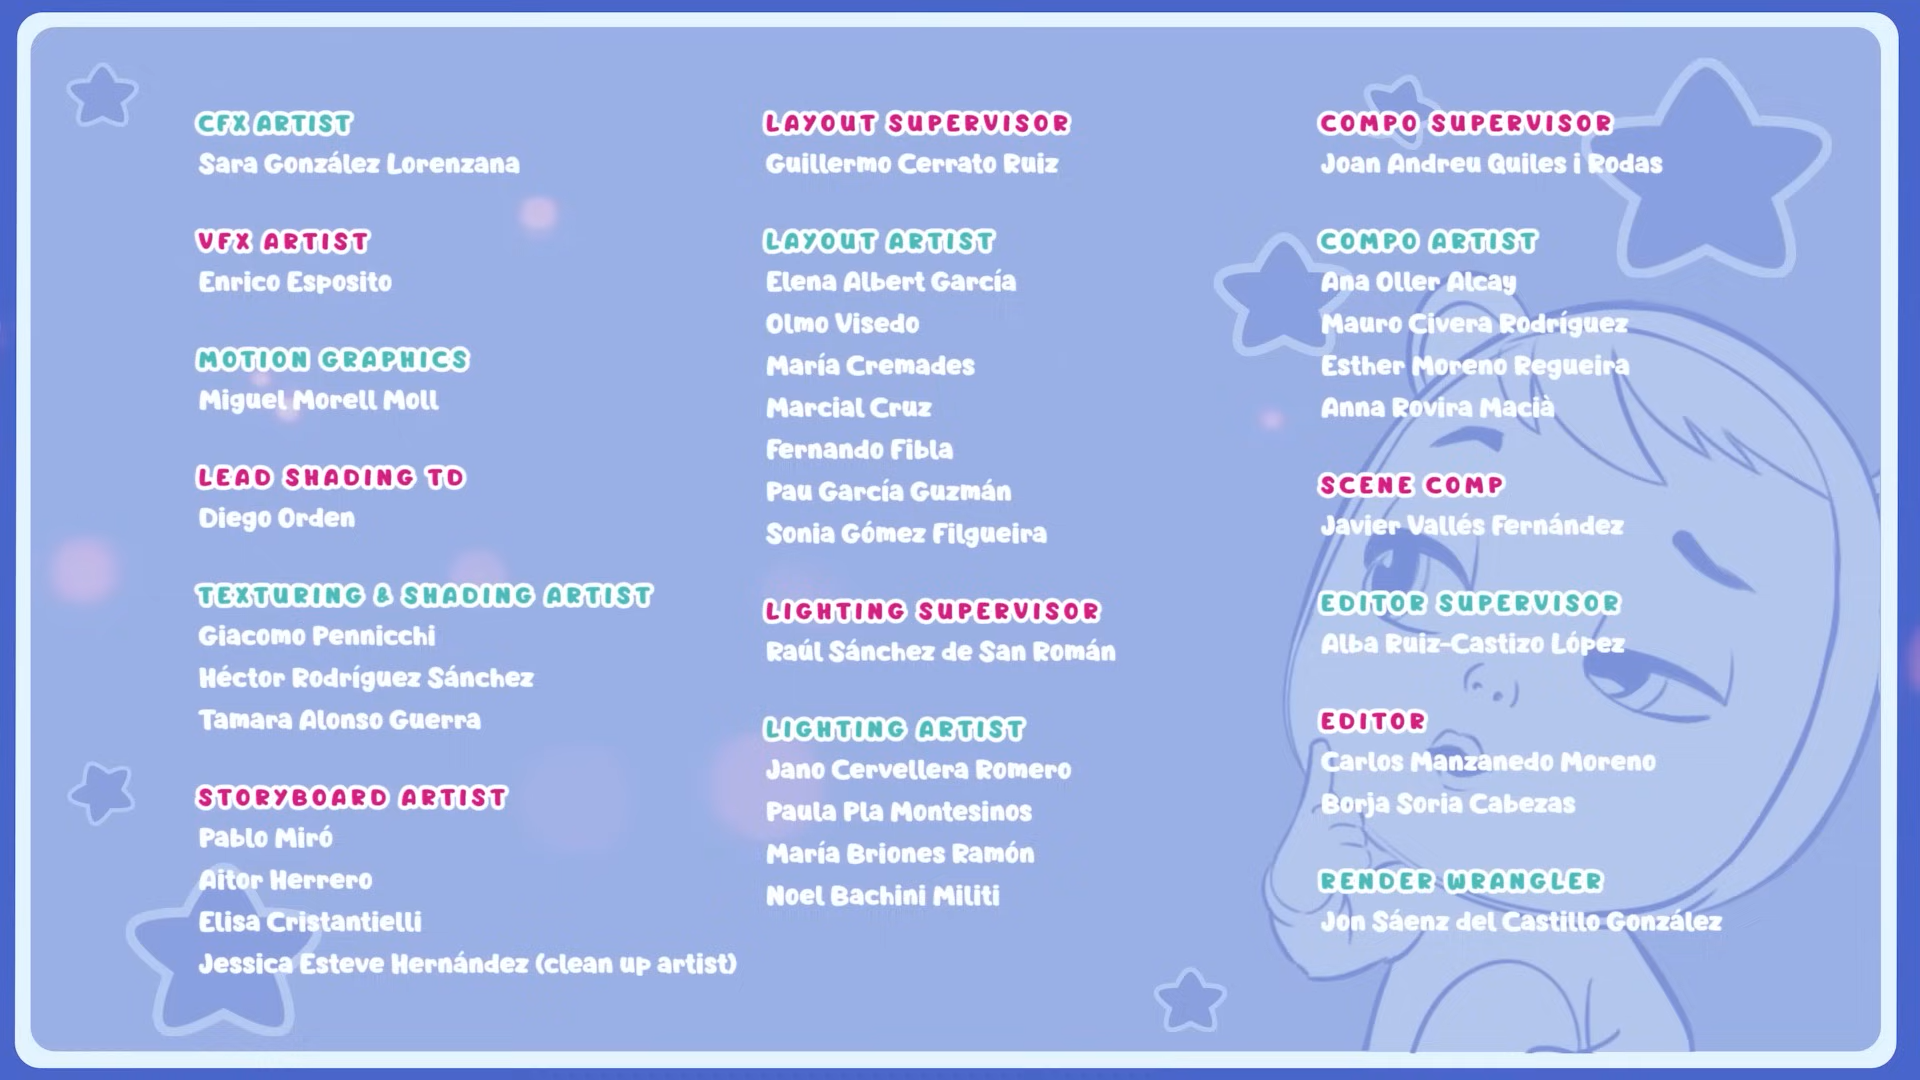 CFX ARTIST
Sara González Lorenzana
VFX ARTIST
Enrico Esposito
MOTION GRAPHICS
Miguel Morell Moll
LEAD SHADING TD
Diego Orden
TEXTURING & SHADING ARTIST
Giacomo Pennicchi
Héctor Rodríguez Sánchez
Tamara Alonso Guerra
STORYBOARD ARTIST
Pablo Miró
Aitor Herrero
Elisa Cristantielli
Jessica Esteve Hernández (clean up artist)
LAYOUT SUPERVISOR
Guillermo Cerrato Ruiz
LAYOUT ARTIST
Elena Albert García
Olmo Visedo
María Cremades
Marcial Cruz
Fernando Fibla
Pau García Guzmán
Sonia Gómez Filgueira
LIGHTING SUPERVISOR
Raúl Sánchez de San Román
LIGHTING ARTIST
Jano Cervellera Romero
Paula Pla Montesinos
María Briones Ramón
Noel Bachini Militi
COMPO SUPERVISOR
Joan Andreu Quiles i Rodas
COMPO ARTIST
Ana Oller Alcay
Mauro Civera Rodríguez
Esther Moreno Regueira
Anna Rovira Macià
SCENE COMP
Javier Vallés Fernández
EDITOR SUPERVISOR
Alba Ruiz-Castizo López
EDITOR
Carlos Manzanedo Moreno
Borja Soria Cabezas
RENDER WRANGLER
Jon Sáenz del Castillo González